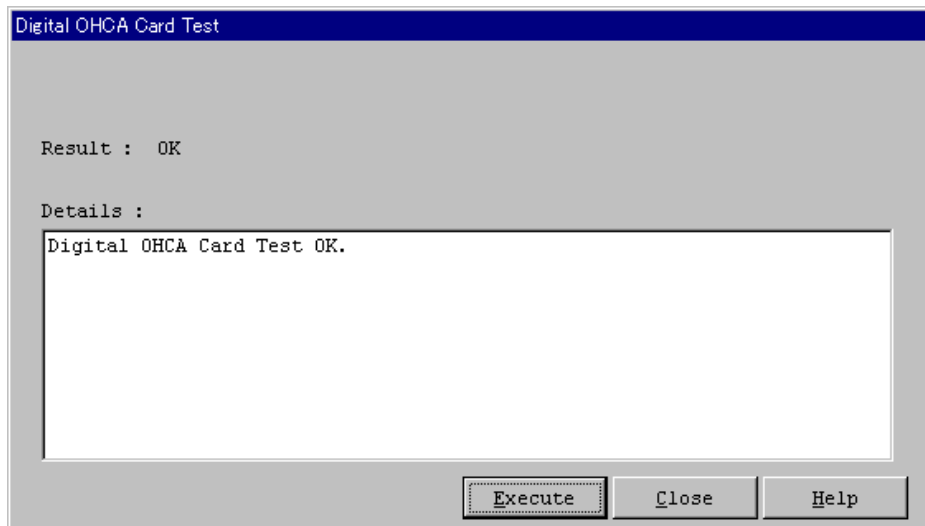 Digital OHCA Card Test
Result :  OK
Details :
Digital OHCA Card Test OK.
Execute
Close
Help